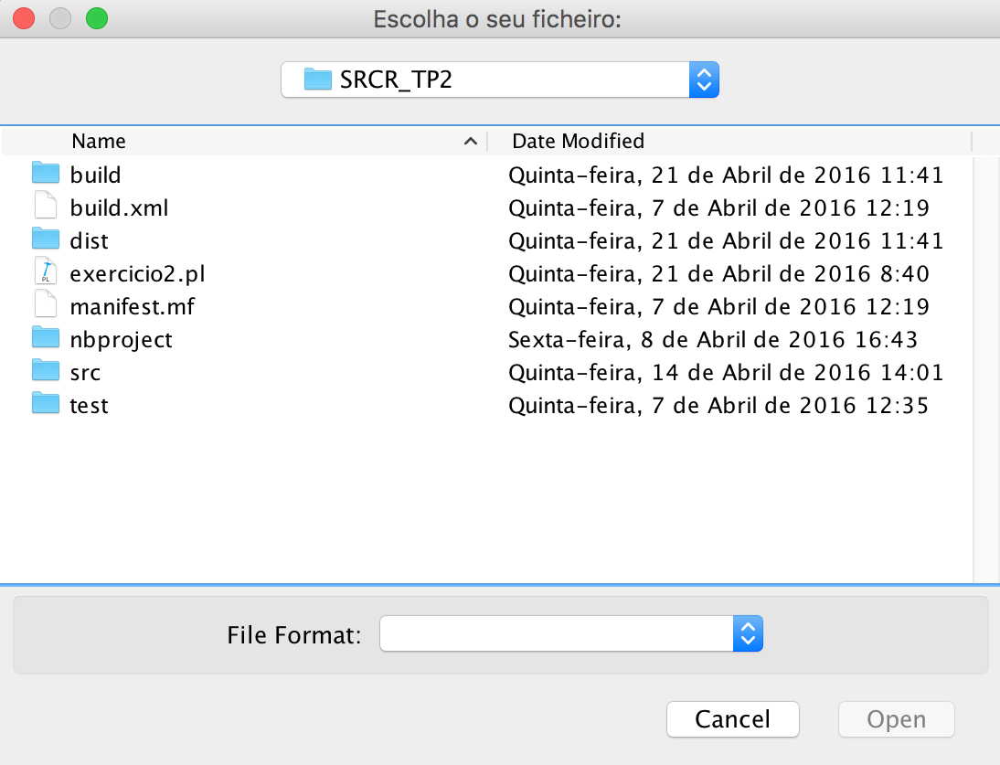 Escolha o seu ficheiro:
SRCR_TP2
Name Date Modified
build Quinta-feira, 21 de Abril de 2016 11:41
build.xml Quinta-feira, 7 de Abril de 2016 12:19
dist Quinta-feira, 21 de Abril de 2016 11:41
PL exercicio2.pl Quinta-feira, 21 de Abril de 2016 8:40
manifest.mf Quinta-feira, 7 de Abril de 2016 12:19
nbproject Sexta-feira, 8 de Abril de 2016 16:43
src Quinta-feira, 14 de Abril de 2016 14:01
test Quinta-feira, 7 de Abril de 2016 12:35
File Format:
Cancel Open